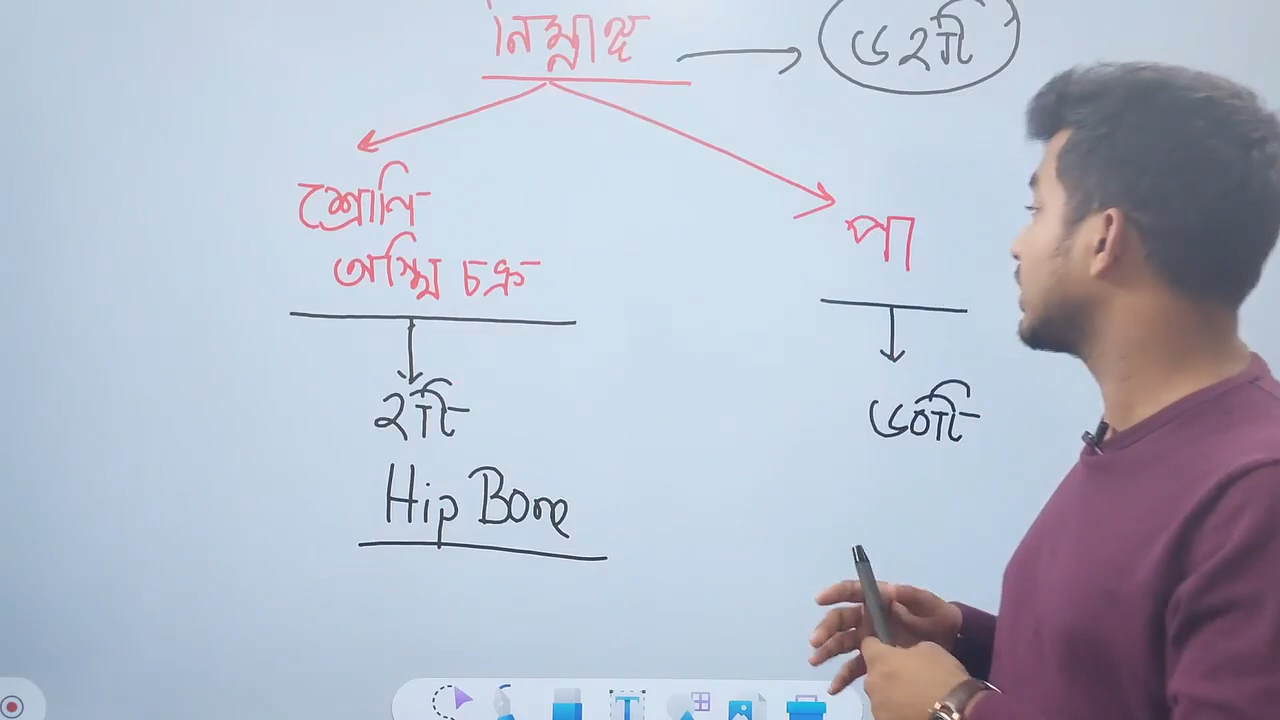 নিম্নাঙ্গ
৬২টি
শ্রোণি
অস্থি চক্র
পা
২টি
৬০টি
Hip Bone
T